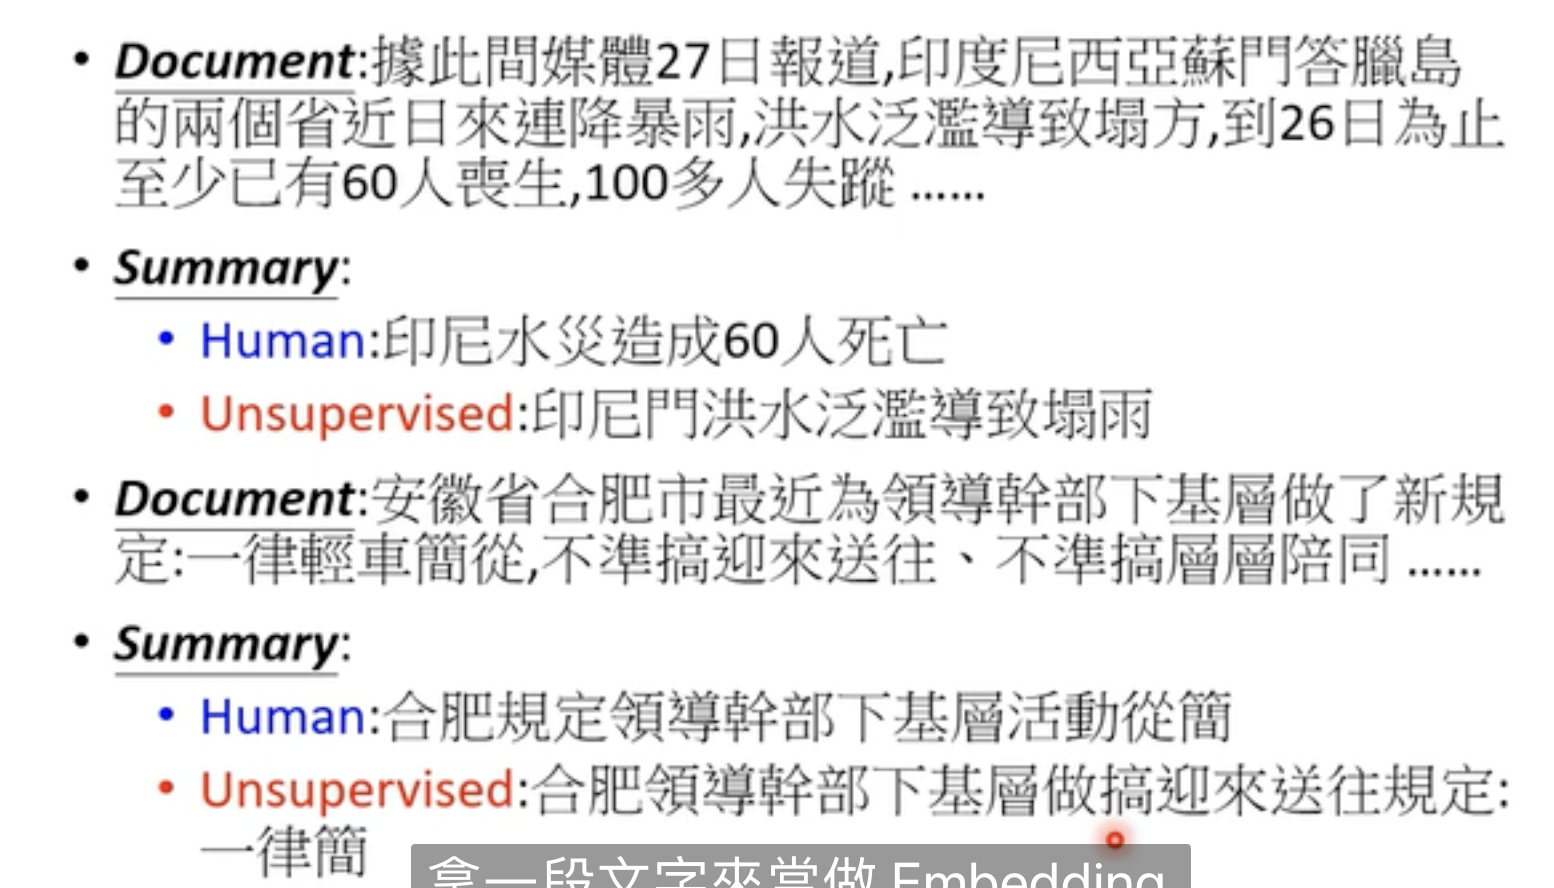 • Document:據此間媒體27日報道,印度尼西亞蘇門答臘島
的兩個省近日來連降暴雨,洪水泛濫導致塌方,到26日為止
至少已有60人喪生,100多人失蹤 ……
• Summary:
• Human:印尼水災造成60人死亡
• Unsupervised:印尼門洪水泛濫導致塌雨
• Document:安徽省合肥市最近為領導幹部下基層做了新規
定:一律輕車簡從,不準搞迎來送往、不準搞層層陪同 ……
• Summary:
• Human:合肥規定領導幹部下基層活動從簡
• Unsupervised:合肥領導幹部下基層做搞迎來送往規定:
一律簡
拿一段文字來當做 Embedding